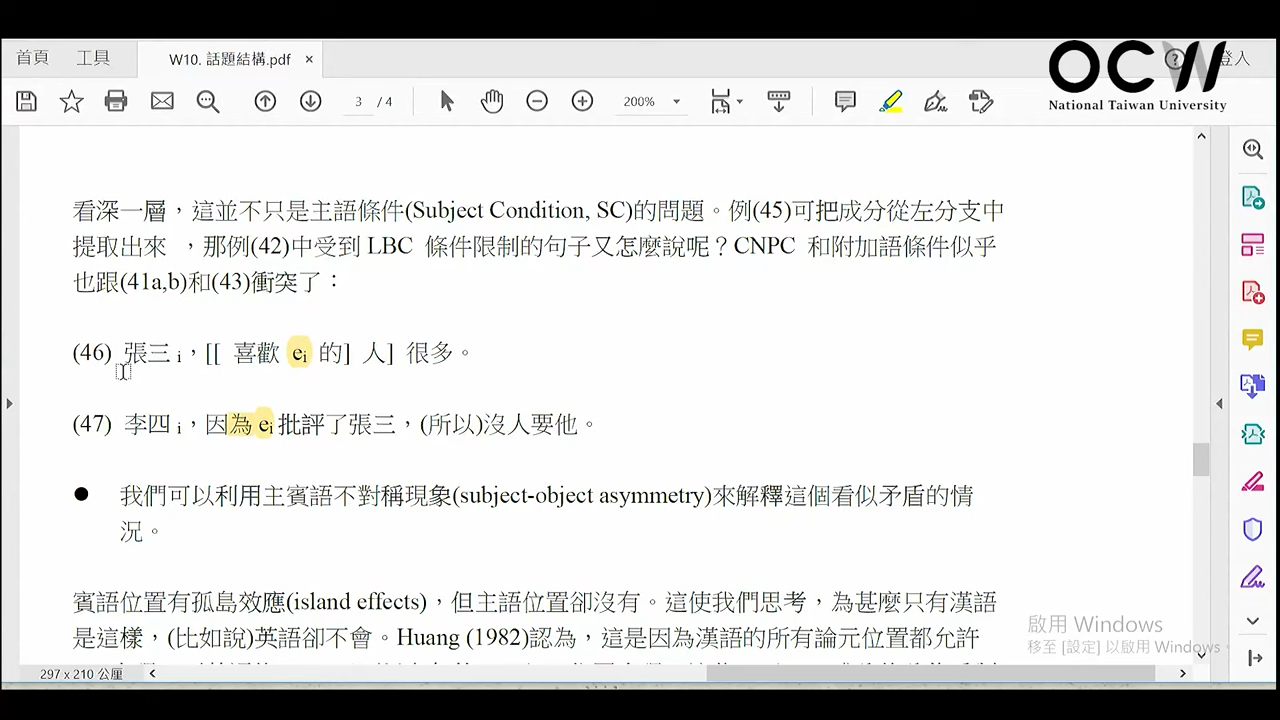 首頁 工具 W10. 話題結構.pdf × 登入
OCW
National Taiwan University
3 / 4 200%
看深一層，這並不只是主語條件(Subject Condition, SC)的問題。例(45)可把成分從左分支中
提取出來 ，那例(42)中受到 LBC 條件限制的句子又怎麼說呢？CNPC 和附加語條件似乎
也跟(41a,b)和(43)衝突了：
(46) 張三 i，[[ 喜歡 ei 的] 人] 很多。
(47) 李四 i，因為 ei 批評了張三，(所以)沒人要他。
● 我們可以利用主賓語不對稱現象(subject-object asymmetry)來解釋這個看似矛盾的情
況。
賓語位置有孤島效應(island effects)，但主語位置卻沒有。這使我們思考，為甚麼只有漢語
是這樣，(比如說)英語卻不會。Huang (1982)認為，這是因為漢語的所有論元位置都允許
啟用 Windows
移至 [設定] 以啟用 Windows。
297 x 210 公厘